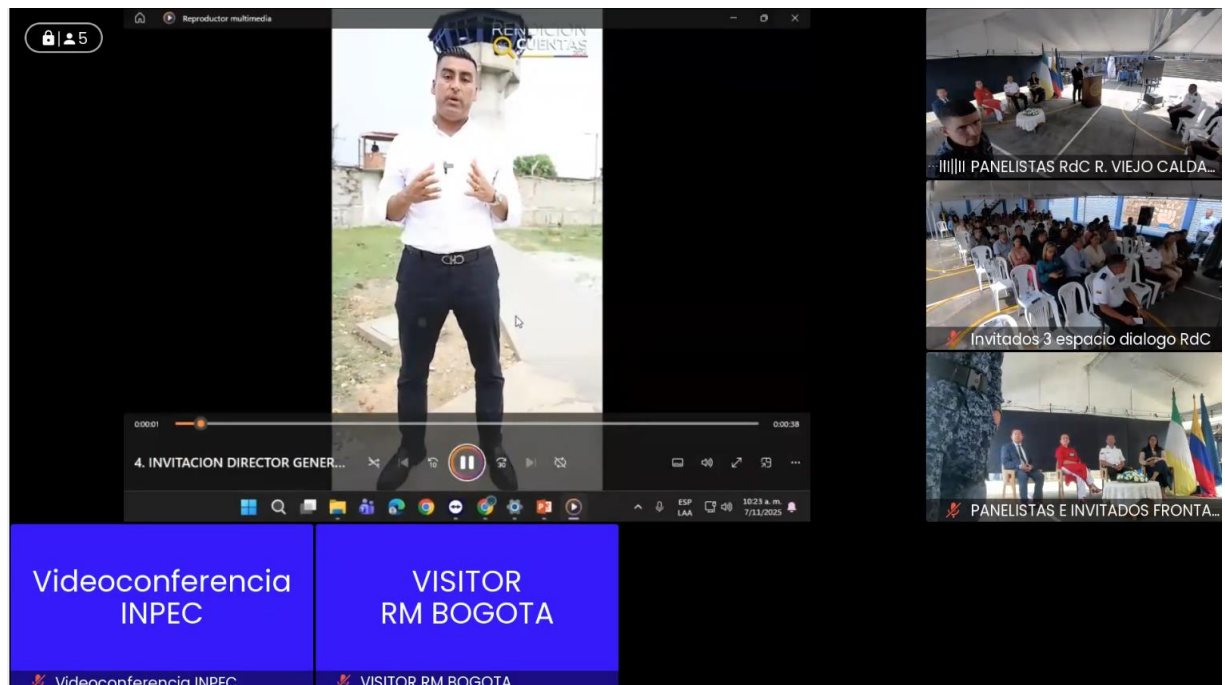 5
Reproductor multimedia
RENDICIÓN
CUENTAS
0:00:01
0:00:38
4. INVITACION DIRECTOR GENER...
10
30
ESP
LAA
10:23 a. m.
7/11/2025
PANELISTAS RdC R. VIEJO CALDA...
Invitados 3 espacio dialogo RdC
PANELISTAS E INVITADOS FRONTA...
Videoconferencia
INPEC
VISITOR
RM BOGOTA
Videoconferencia INPEC
VISITOR RM BOGOTA